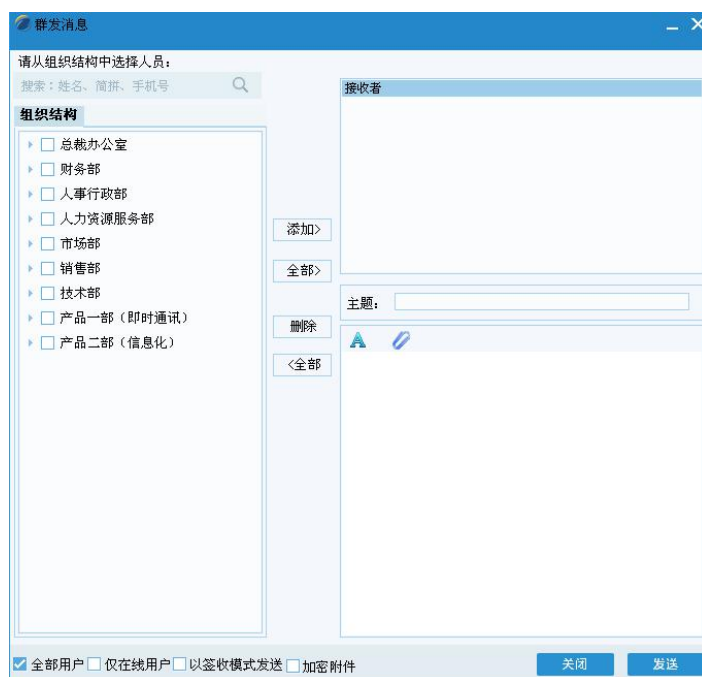 群发消息
请从组织结构中选择人员：
搜索：姓名、简拼、手机号
组织结构
总裁办公室
财务部
人事行政部
人力资源服务部
市场部
销售部
技术部
产品一部（即时通讯）
产品二部（信息化）
添加>
全部>
删除
<全部
接收者
主题：
全部用户 仅在线用户 以签收模式发送 加密附件 关闭 发送